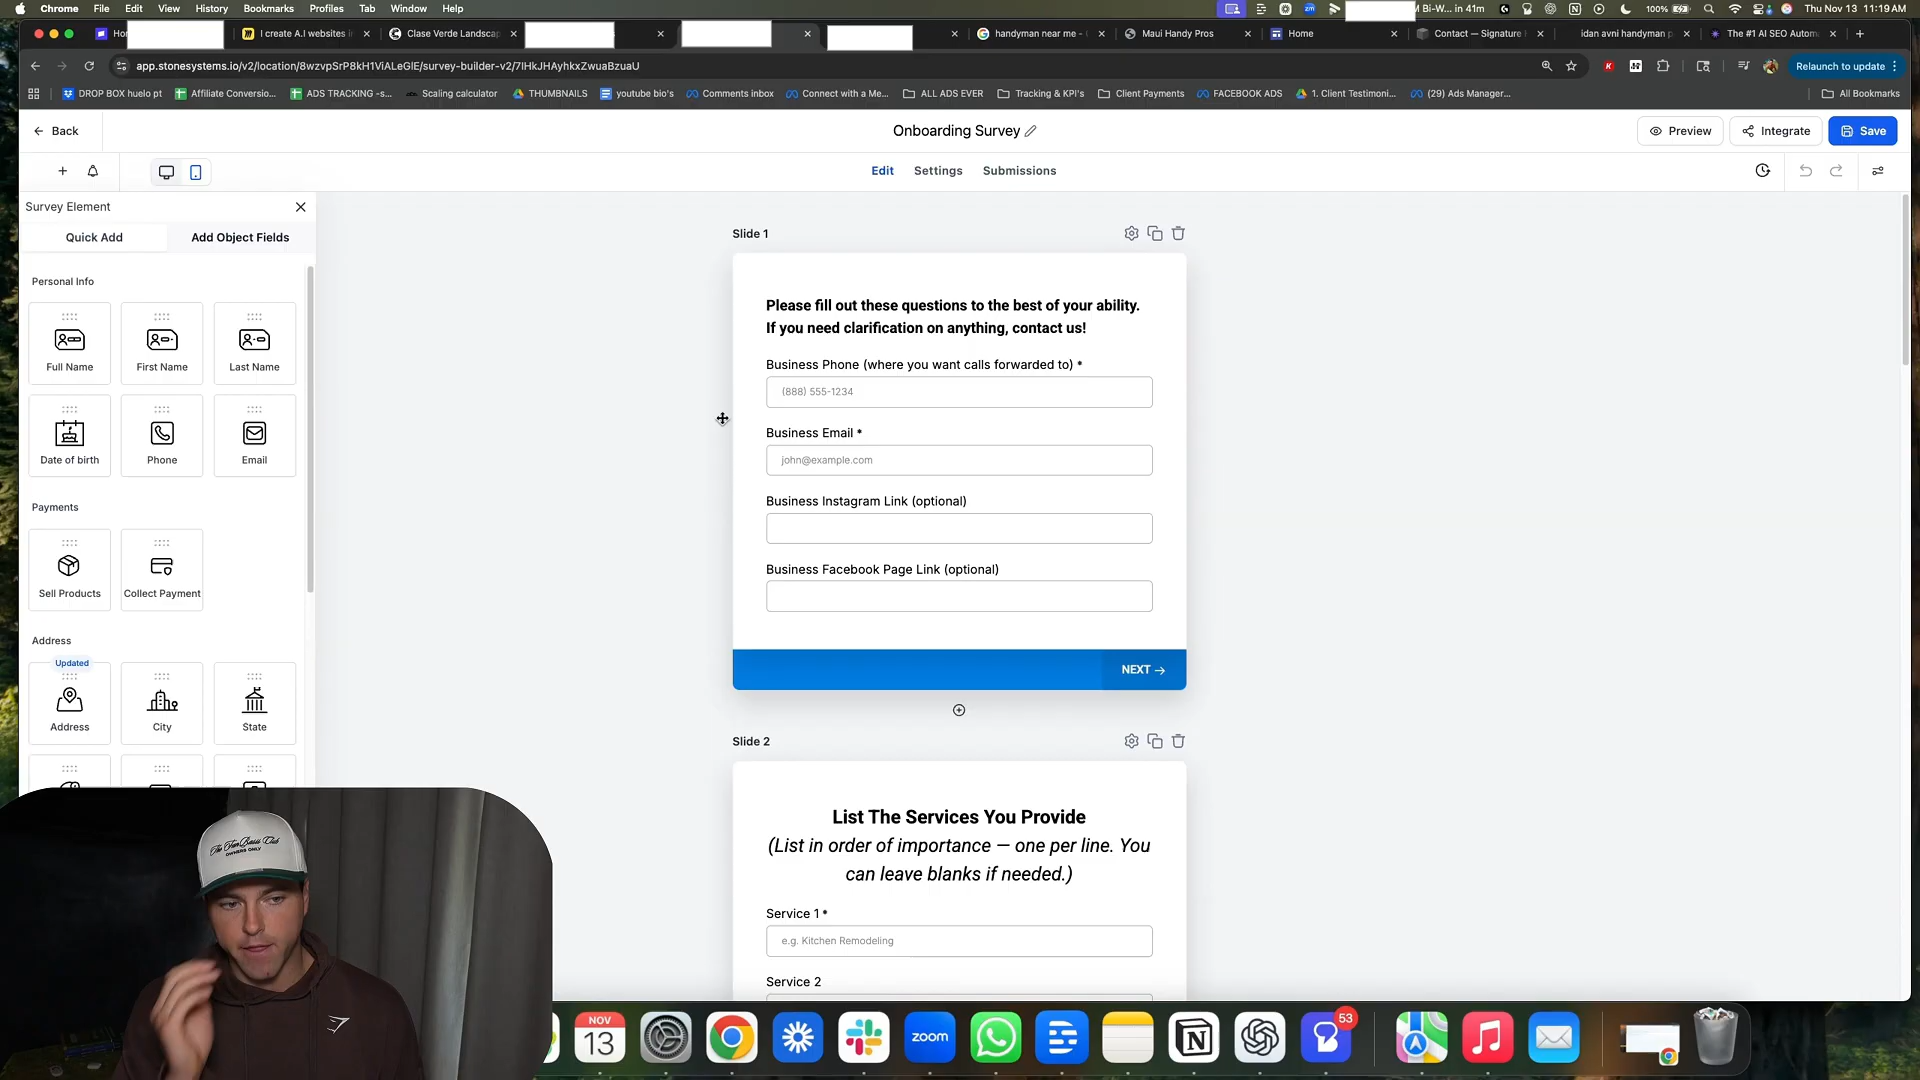 Chrome File Edit View History Bookmarks Profiles Tab Window Help
Bi-W... in 41m
100%
Thu Nov 13 11:19 AM
I create A.I websites i
Clase Verde Landscap
handyman near me -
Maui Handy Pros
Home
Contact — Signature
idan avni handyman p
The #1 AI SEO Autom
app.stonesystems.io/v2/location/8wzvpSrP8kH1ViALeGlE/survey-builder-v2/7lHkJHAyhkxZwuaBzuaU
Relaunch to update
DROP BOX huelo pt
Affiliate Conversio...
ADS TRACKING -s...
Scaling calculator
THUMBNAILS
youtube bio's
Comments inbox
Connect with a Me...
ALL ADS EVER
Tracking & KPI's
Client Payments
FACEBOOK ADS
1. Client Testimoni...
(29) Ads Manager...
All Bookmarks
Back
Onboarding Survey
Preview
Integrate
Save
Edit
Settings
Submissions
Survey Element
Quick Add
Add Object Fields
Personal Info
Full Name
First Name
Last Name
Date of birth
Phone
Email
Payments
Sell Products
Collect Payment
Address
Updated
Address
City
State
Slide 1
Please fill out these questions to the best of your ability.
If you need clarification on anything, contact us!
Business Phone (where you want calls forwarded to) *
(888) 555-1234
Business Email *
john@example.com
Business Instagram Link (optional)
Business Facebook Page Link (optional)
NEXT →
Slide 2
List The Services You Provide
(List in order of importance — one per line. You
can leave blanks if needed.)
Service 1 *
e.g. Kitchen Remodeling
Service 2
OWNERS ONLY
NOV
13
zoom
53